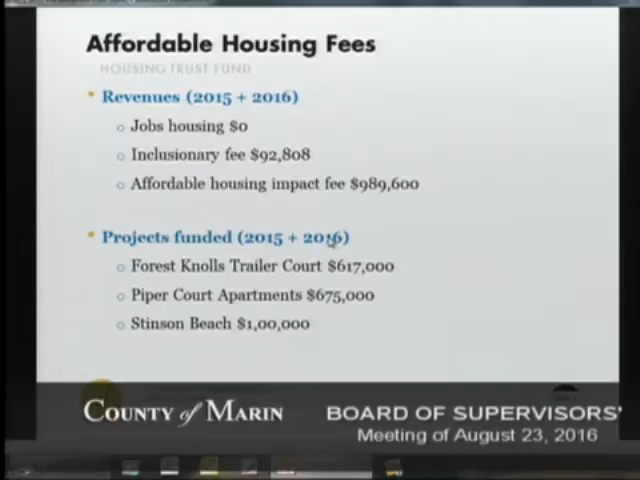 Affordable Housing Fees
HOUSING TRUST FUND
Revenues (2015 + 2016)
Jobs housing $0
Inclusionary fee $92,808
Affordable housing impact fee $989,600
Projects funded (2015 + 2016)
Forest Knolls Trailer Court $617,000
Piper Court Apartments $675,000
Stinson Beach $1,00,000
COUNTY of MARIN
BOARD OF SUPERVISORS'
Meeting of August 23, 2016